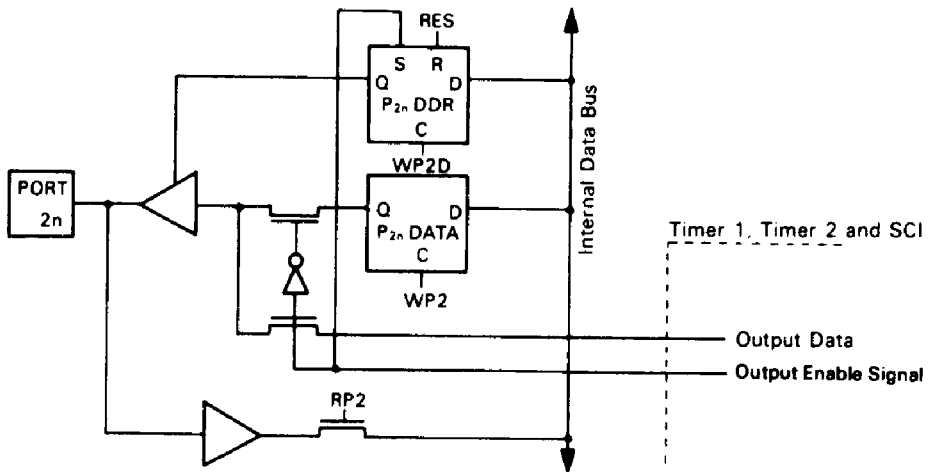 RES
S R
Q D
P₂ₙ DDR
C
WP2D
PORT
2n
Q D
P₂ₙ DATA
C
WP2
Internal Data Bus
Timer 1, Timer 2 and SCI
Output Data
Output Enable Signal
RP2